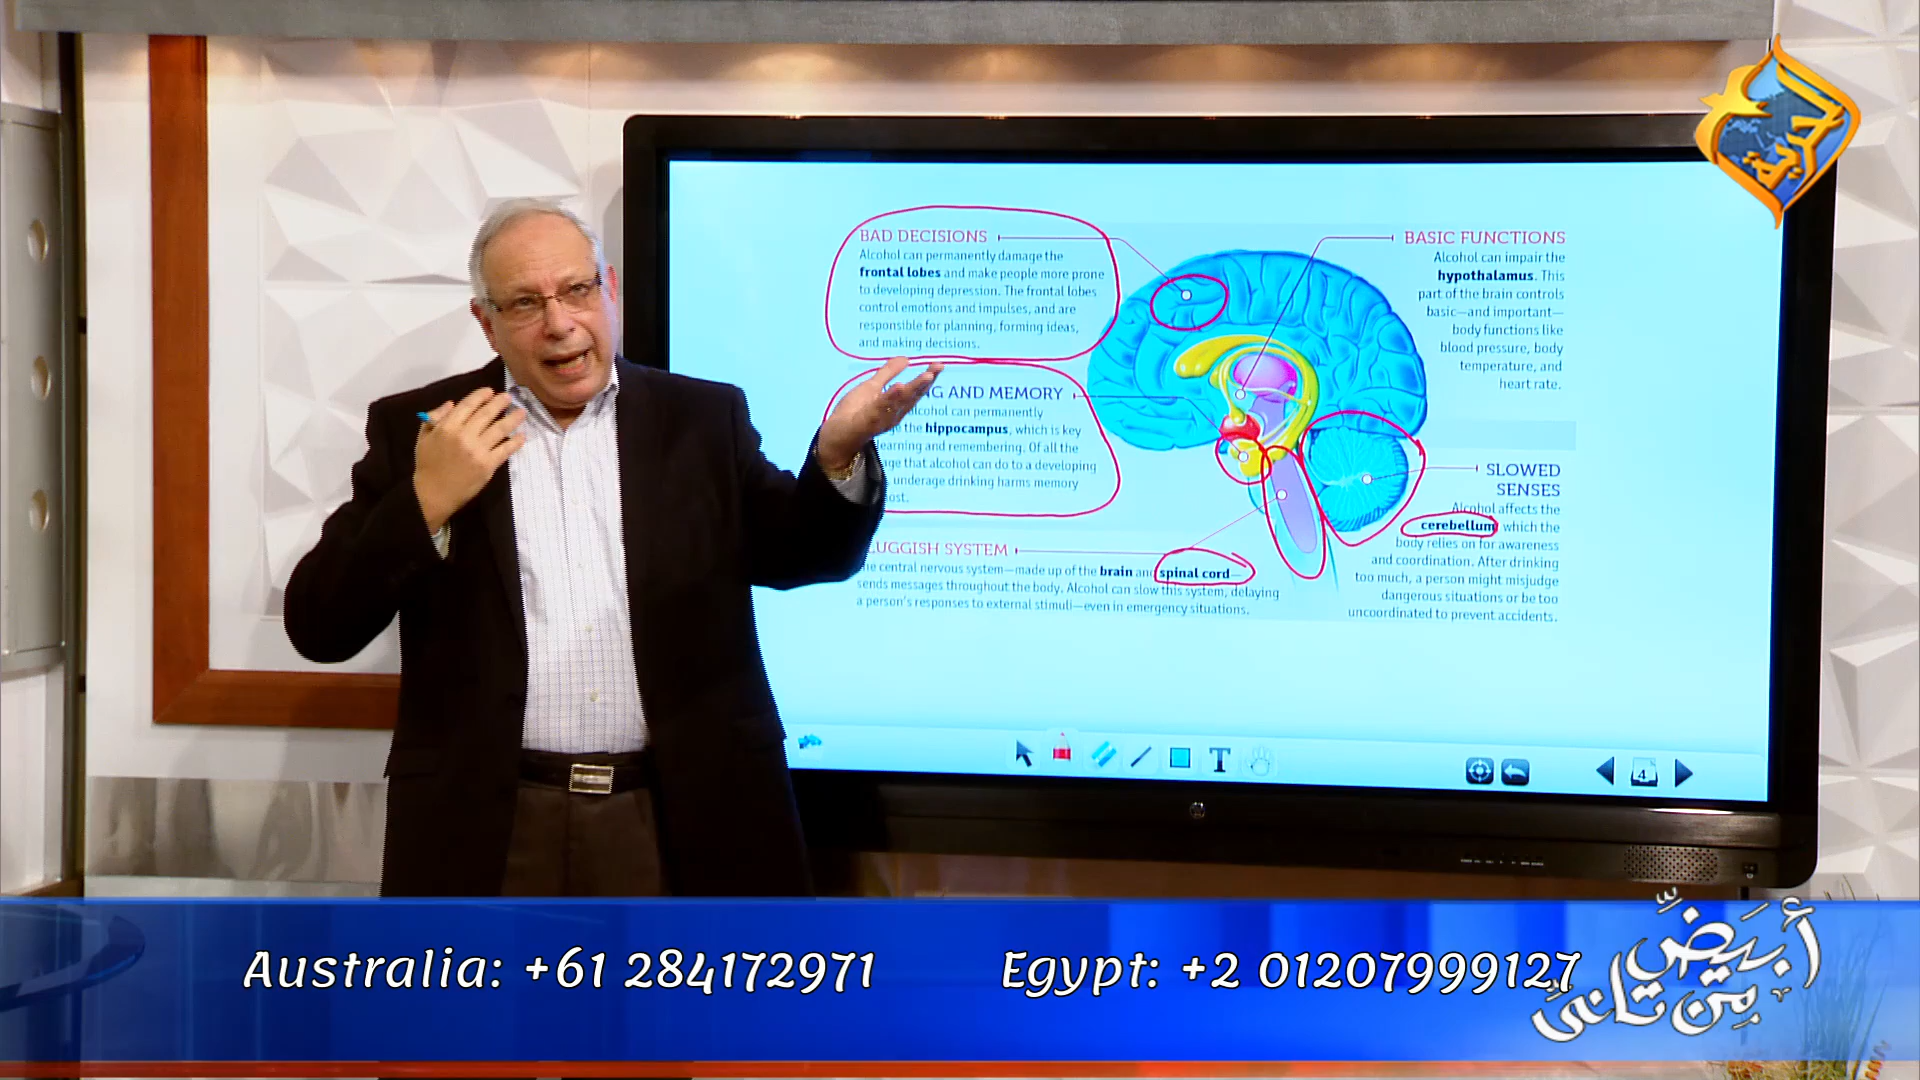 الحرية
BAD DECISIONS
Alcohol can permanently damage the
frontal lobes and make people more prone
to developing depression. The frontal lobes
control emotions and impulses, and are
responsible for planning, forming ideas,
and making decisions.
BASIC FUNCTIONS
Alcohol can impair the
hypothalamus. This
part of the brain controls
basic—and important—
body functions like
blood pressure, body
temperature, and
heart rate.
AND MEMORY
alcohol can permanently
the hippocampus, which is key
learning and remembering. Of all the
that alcohol can do to a developing
underage drinking harms memory
SLOWED
SENSES
Alcohol affects the
cerebellum, which the
body relies on for awareness
and coordination. After drinking
too much, a person might misjudge
dangerous situations or be too
uncoordinated to prevent accidents.
LUGGISH SYSTEM
central nervous system—made up of the brain and spinal cord—
sends messages throughout the body. Alcohol can slow this system, delaying
a person's responses to external stimuli—even in emergency situations.
T
4
hp
Australia: +61 284172971
Egypt: +2 01207999127
أبيَضّ
مِن تانىِ